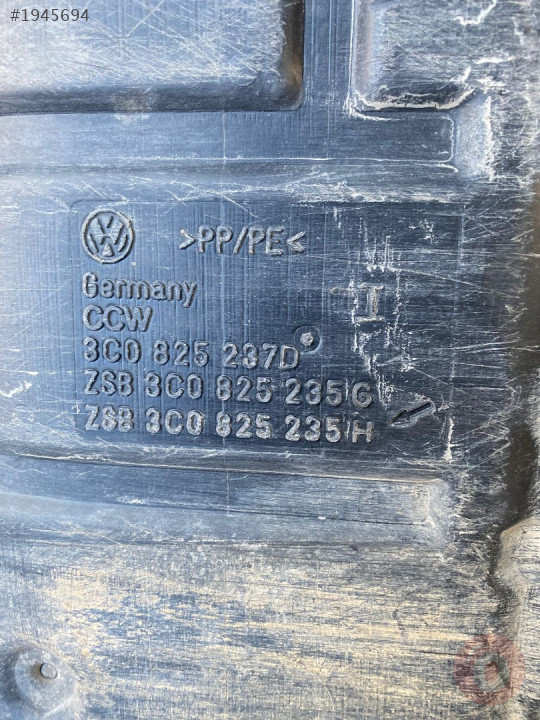 #1945694
>PP/PE<
Germany
CCW
3C0 825 237D
ZSB 3C0 825 235 G
ZSB 3C0 825 235 H